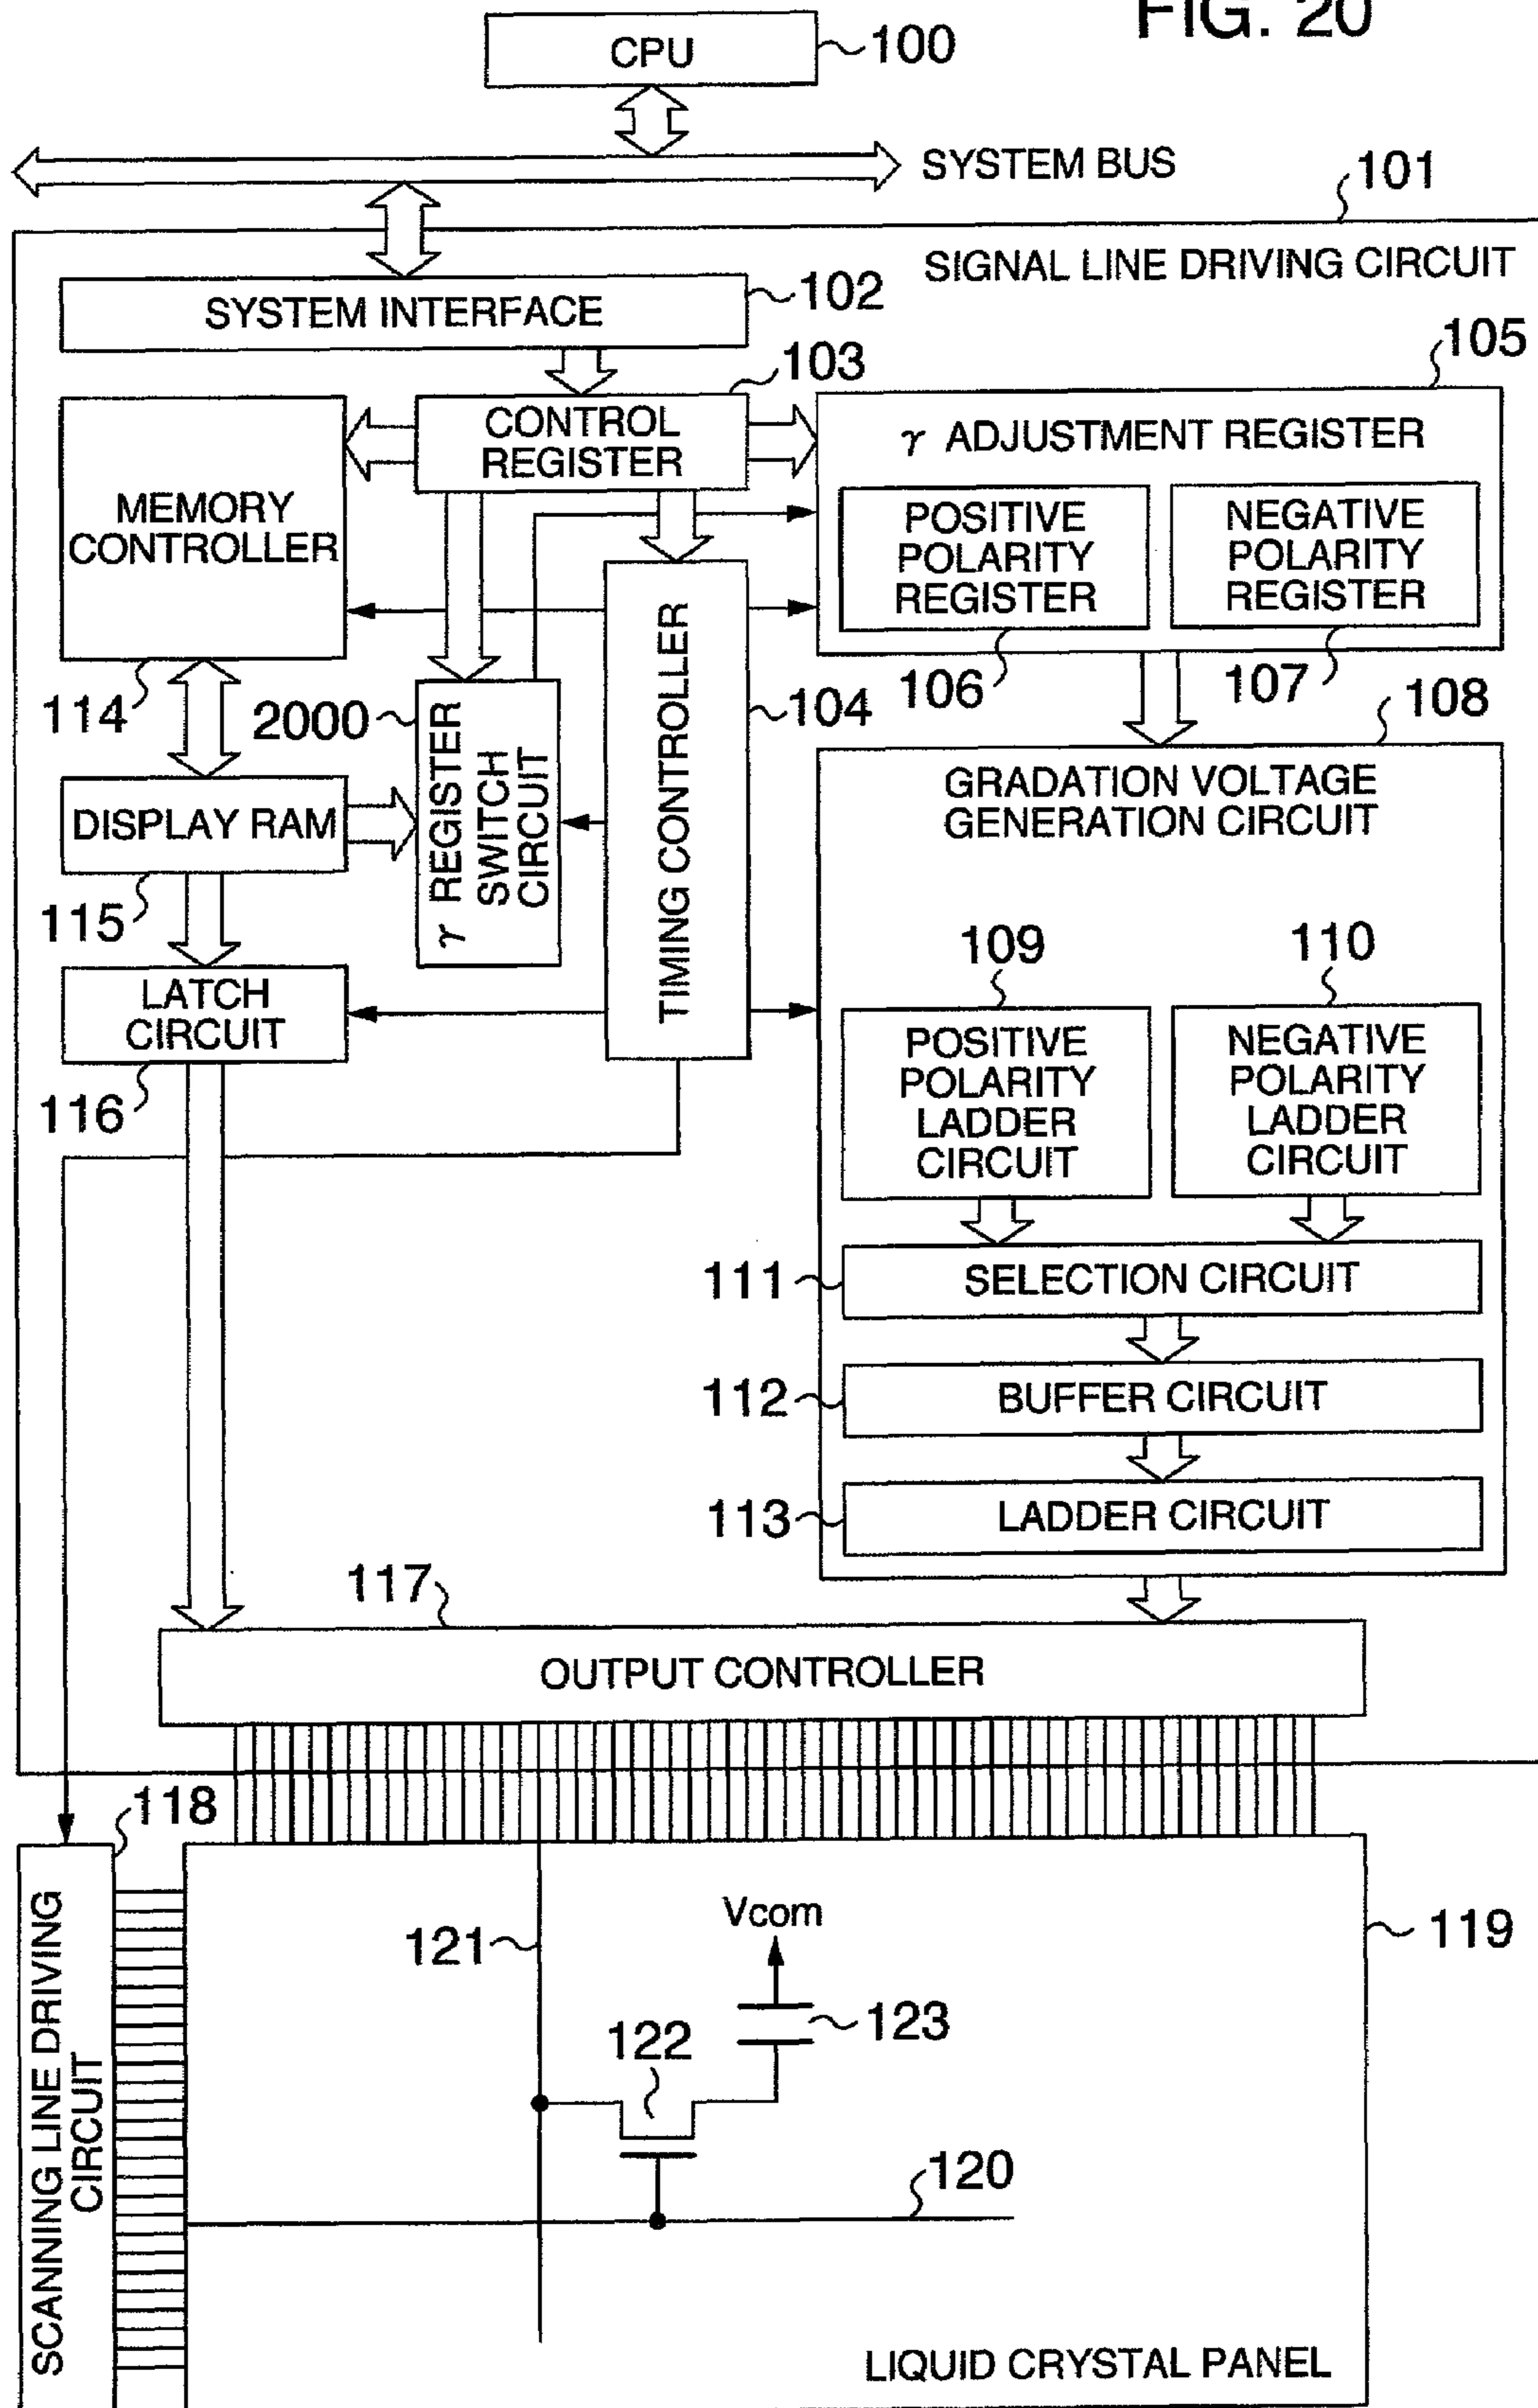 FIG. 20
CPU
100
SYSTEM BUS
101
SIGNAL LINE DRIVING CIRCUIT
SYSTEM INTERFACE
102
103
105
CONTROL
REGISTER
γ ADJUSTMENT REGISTER
MEMORY
CONTROLLER
POSITIVE
POLARITY
REGISTER
NEGATIVE
POLARITY
REGISTER
106
107
114
2000
γ REGISTER
SWITCH
CIRCUIT
TIMING CONTROLLER
104
108
DISPLAY RAM
GRADATION VOLTAGE
GENERATION CIRCUIT
115
109
110
LATCH
CIRCUIT
POSITIVE
POLARITY
LADDER
CIRCUIT
NEGATIVE
POLARITY
LADDER
CIRCUIT
116
111
SELECTION CIRCUIT
112
BUFFER CIRCUIT
113
LADDER CIRCUIT
117
OUTPUT CONTROLLER
118
SCANNING LINE DRIVING
CIRCUIT
Vcom
121
119
123
122
120
LIQUID CRYSTAL PANEL